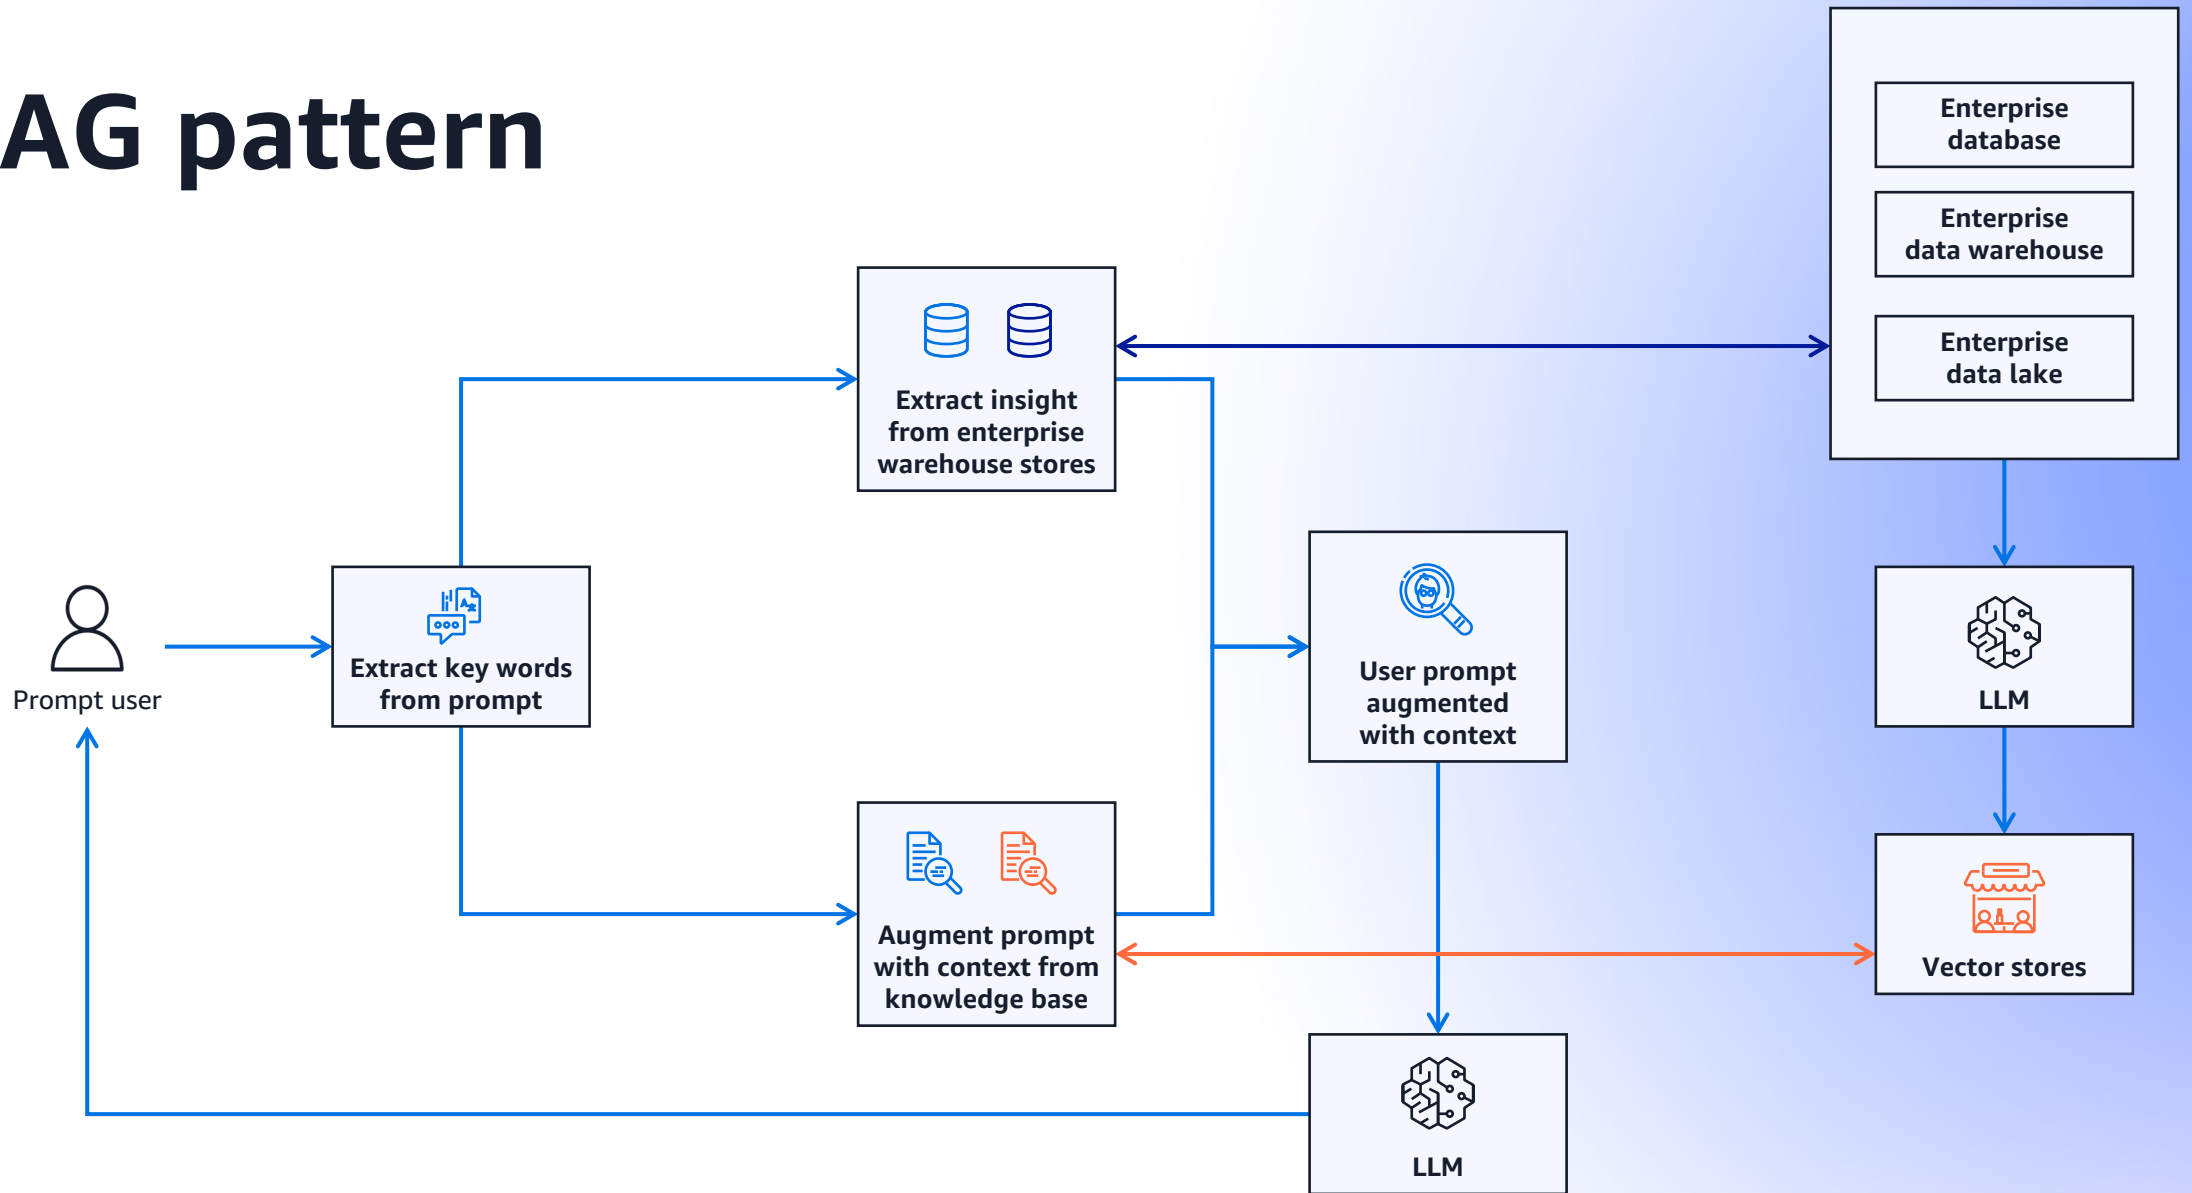 AG pattern
Enterprise
database
Enterprise
data warehouse
Enterprise
data lake
Extract insight
from enterprise
warehouse stores
Prompt user
Extract key words
from prompt
User prompt
augmented
with context
LLM
Augment prompt
with context from
knowledge base
Vector stores
LLM